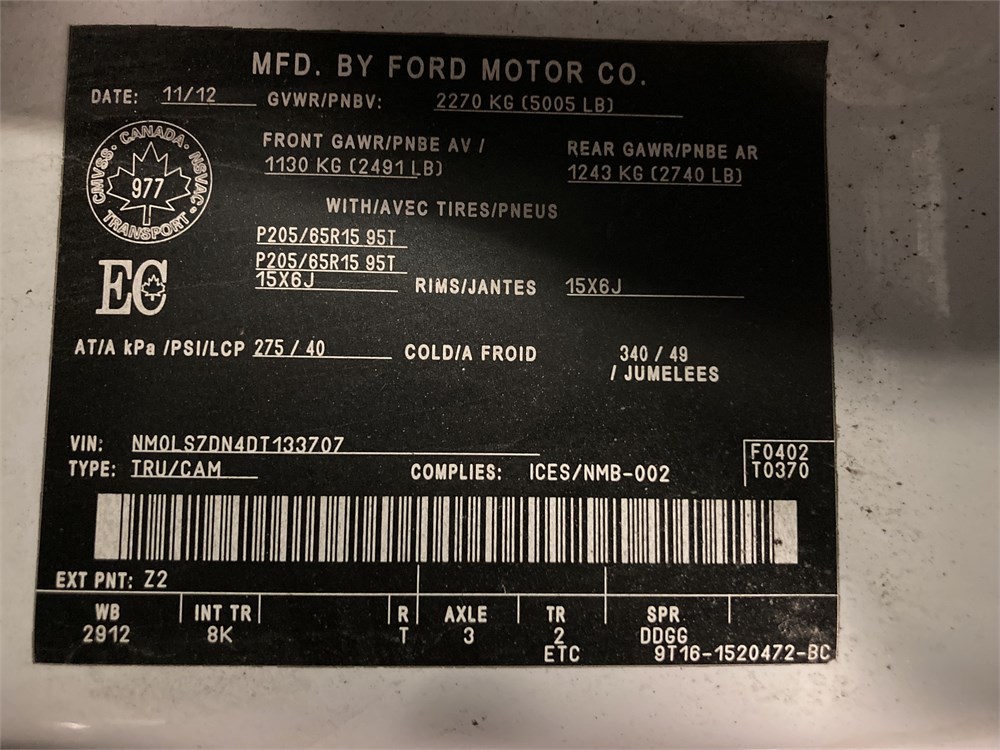 MFD. BY FORD MOTOR CO.
DATE: 11/12 GVWR/PNBV: 2270 KG (5005 LB)
FRONT GAWR/PNBE AV / REAR GAWR/PNBE AR
1130 KG (2491 LB) 1243 KG (2740 LB)
CANADA · NSVAC · TRANSPORT · CMVSS ·
977
WITH/AVEC TIRES/PNEUS
P205/65R15 95T
P205/65R15 95T
EC
15X6J RIMS/JANTES 15X6J
AT/A kPa /PSI/LCP 275 / 40 COLD/A FROID 340 / 49
/ JUMELEES
VIN: NM0LS7DN4DT133707
TYPE: TRU/CAM COMPLIES: ICES/NMB-002
F0402
T0370
EXT PNT: Z2
WB INT TR R AXLE TR SPR
2912 8K T 3 2 DDGG
ETC 9T16-1520472-BC